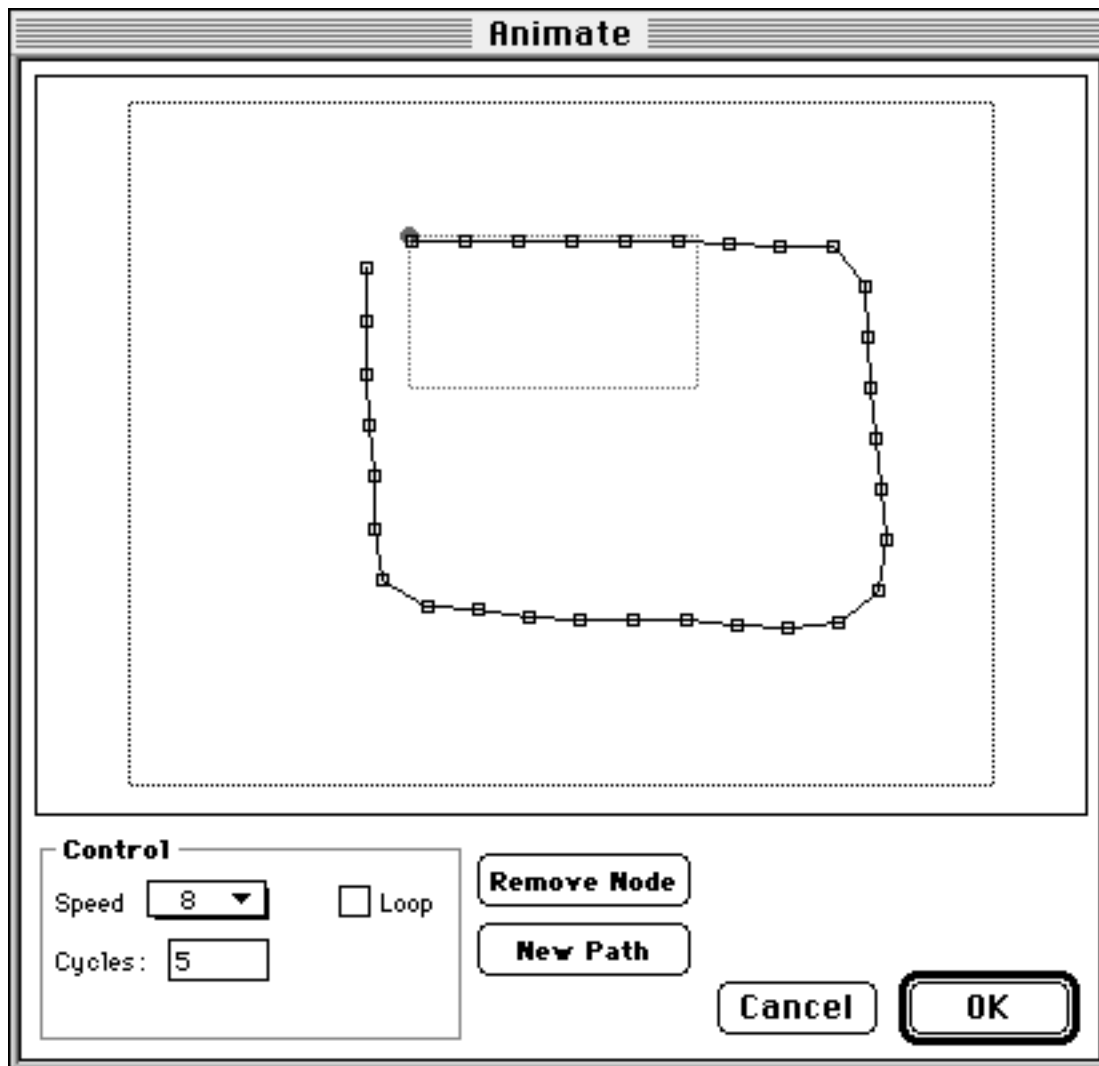 Animate
Control
Speed 8
Loop
Cycles: 5
Remove Node
New Path
Cancel
OK